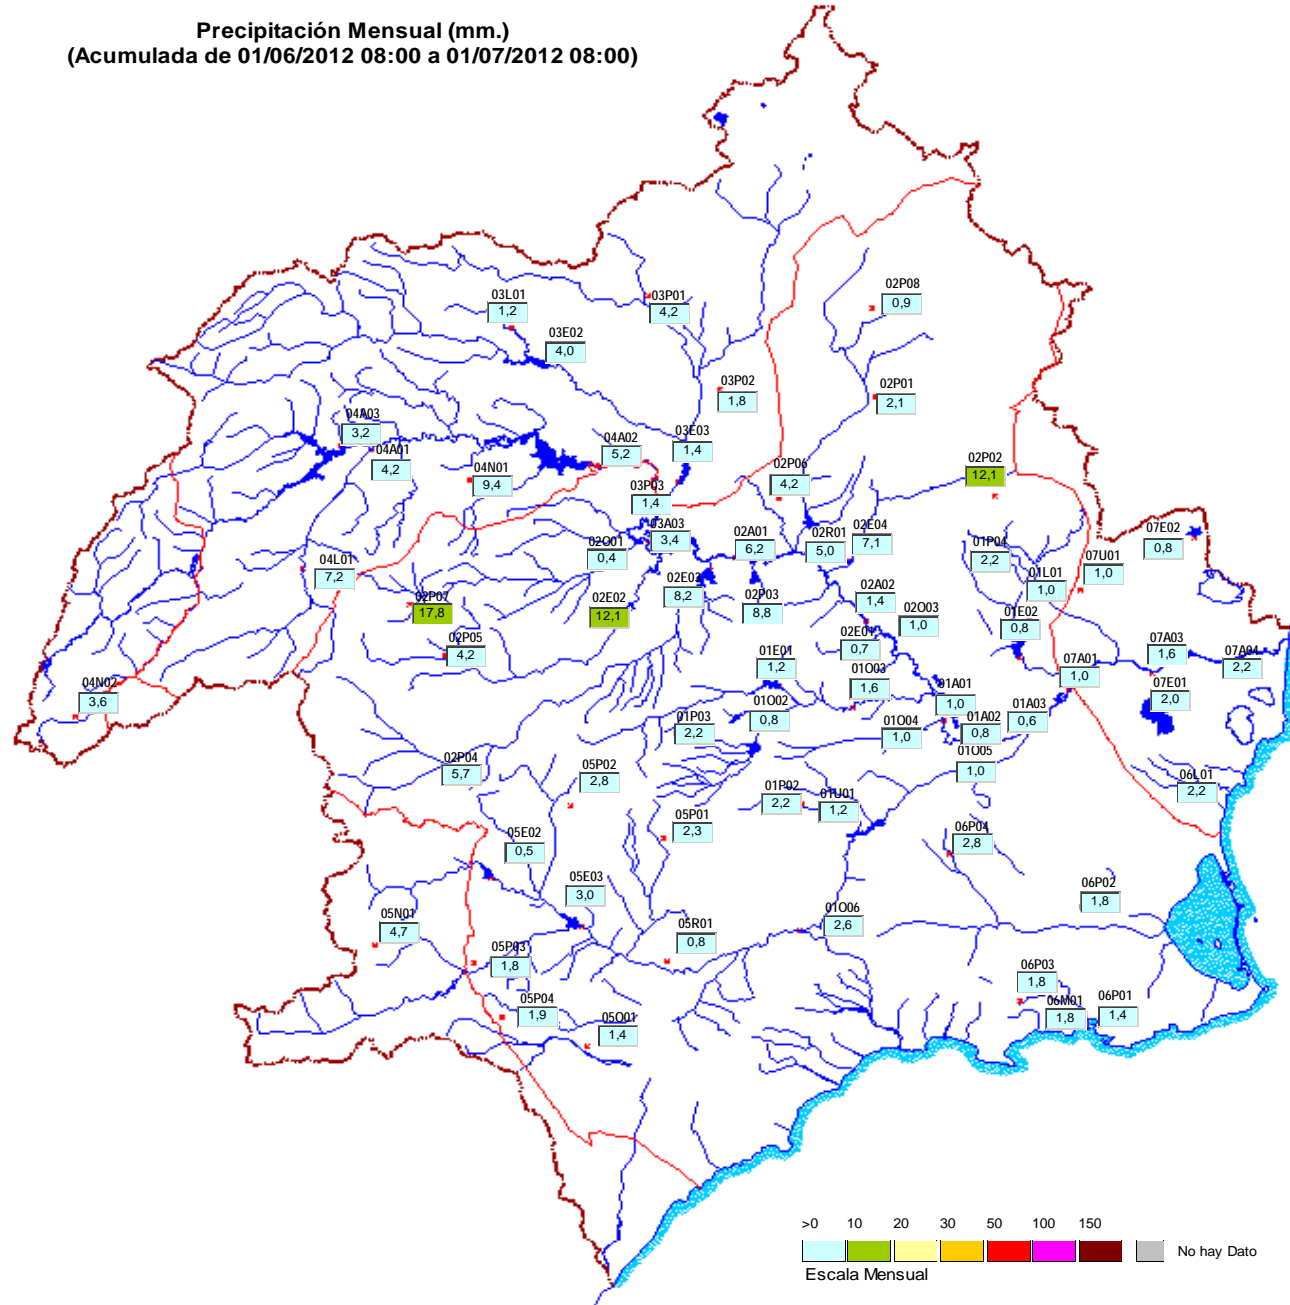 Precipitación Mensual (mm.)
(Acumulada de 01/06/2012 08:00 a 01/07/2012 08:00)
02P08
0,9
03L01
1,2
03P01
4,2
03E02
4,0
03P02
1,8
02P01
2,1
04A03
3,2
04A01
4,2
04A02
5,2
03E03
1,4
04N01
9,4
02P06
4,2
02P02
12,1
03P03
1,4
03A03
3,4
02O01
0,4
02A01
6,2
02R01
5,0
02E04
7,1
07E02
0,8
01P04
2,2
07U01
1,0
04L01
7,2
01L01
1,0
02P07
17,8
02E02
12,1
02E03
8,2
02P03
8,8
02A02
1,4
02O03
1,0
01E02
0,8
02P05
4,2
02E01
0,7
07A03
1,6
07A04
2,2
01E01
1,2
01O03
1,6
07A01
1,0
07E01
2,0
04N02
3,6
01A01
1,0
01O02
0,8
01A03
0,6
01P03
2,2
01O04
1,0
01A02
0,8
01O05
1,0
02P04
5,7
05P02
2,8
01P02
2,2
01U01
1,2
06L01
2,2
05P01
2,3
05E02
0,5
06P04
2,8
05E03
3,0
06P02
1,8
05N01
4,7
05R01
0,8
01O06
2,6
05P03
1,8
06P03
1,8
05P04
1,9
05O01
1,4
06M01
1,8
06P01
1,4
>0 10 20 30 50 100 150
No hay Dato
Escala Mensual